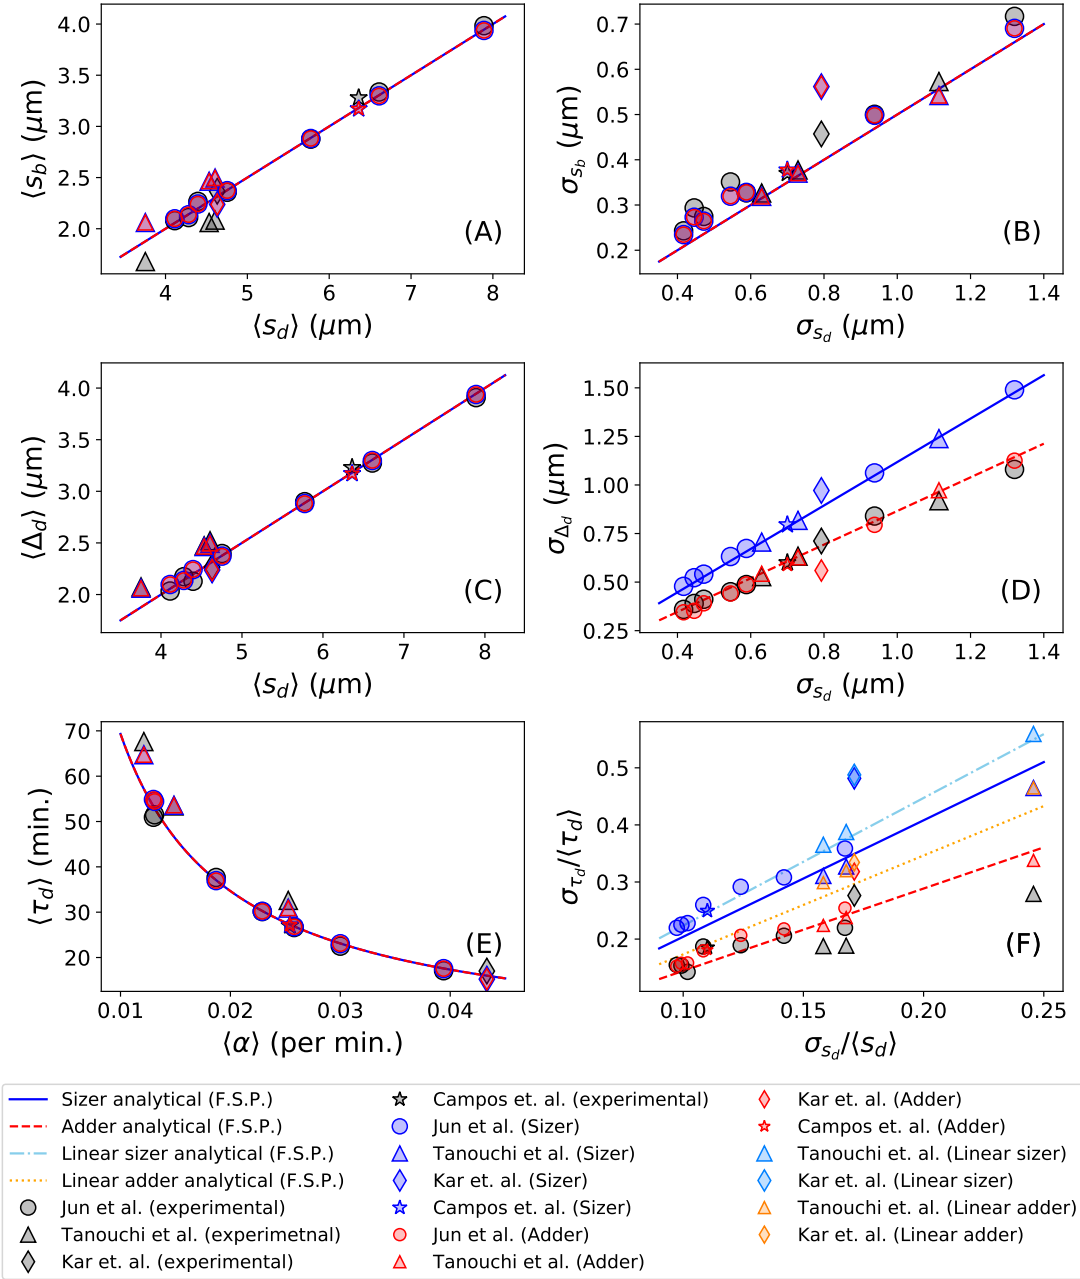 4.0
3.5
3.0
2.5
2.0
4
5
6
7
8
⟨s_b⟩ (μm)
⟨s_d⟩ (μm)
(A)
0.7
0.6
0.5
0.4
0.3
0.2
0.4
0.6
0.8
1.0
1.2
1.4
σ_{s_b} (μm)
σ_{s_d} (μm)
(B)
4.0
3.5
3.0
2.5
2.0
4
5
6
7
8
⟨Δ_d⟩ (μm)
⟨s_d⟩ (μm)
(C)
1.50
1.25
1.00
0.75
0.50
0.25
0.4
0.6
0.8
1.0
1.2
1.4
σ_{Δ_d} (μm)
σ_{s_d} (μm)
(D)
70
60
50
40
30
20
0.01
0.02
0.03
0.04
⟨τ_d⟩ (min.)
⟨α⟩ (per min.)
(E)
0.5
0.4
0.3
0.2
0.10
0.15
0.20
0.25
σ_{τ_d}/⟨τ_d⟩
σ_{s_d}/⟨s_d⟩
(F)
Sizer analytical (F.S.P.)
Adder analytical (F.S.P.)
Linear sizer analytical (F.S.P.)
Linear adder analytical (F.S.P.)
Jun et al. (experimental)
Tanouchi et. al. (experimetnal)
Kar et. al. (experimental)
Campos et. al. (experimental)
Jun et al. (Sizer)
Tanouchi et. al. (Sizer)
Kar et. al. (Sizer)
Campos et. al. (Sizer)
Jun et al. (Adder)
Tanouchi et. al. (Adder)
Kar et. al. (Adder)
Campos et. al. (Adder)
Tanouchi et. al. (Linear sizer)
Kar et. al. (Linear sizer)
Tanouchi et. al. (Linear adder)
Kar et. al. (Linear adder)